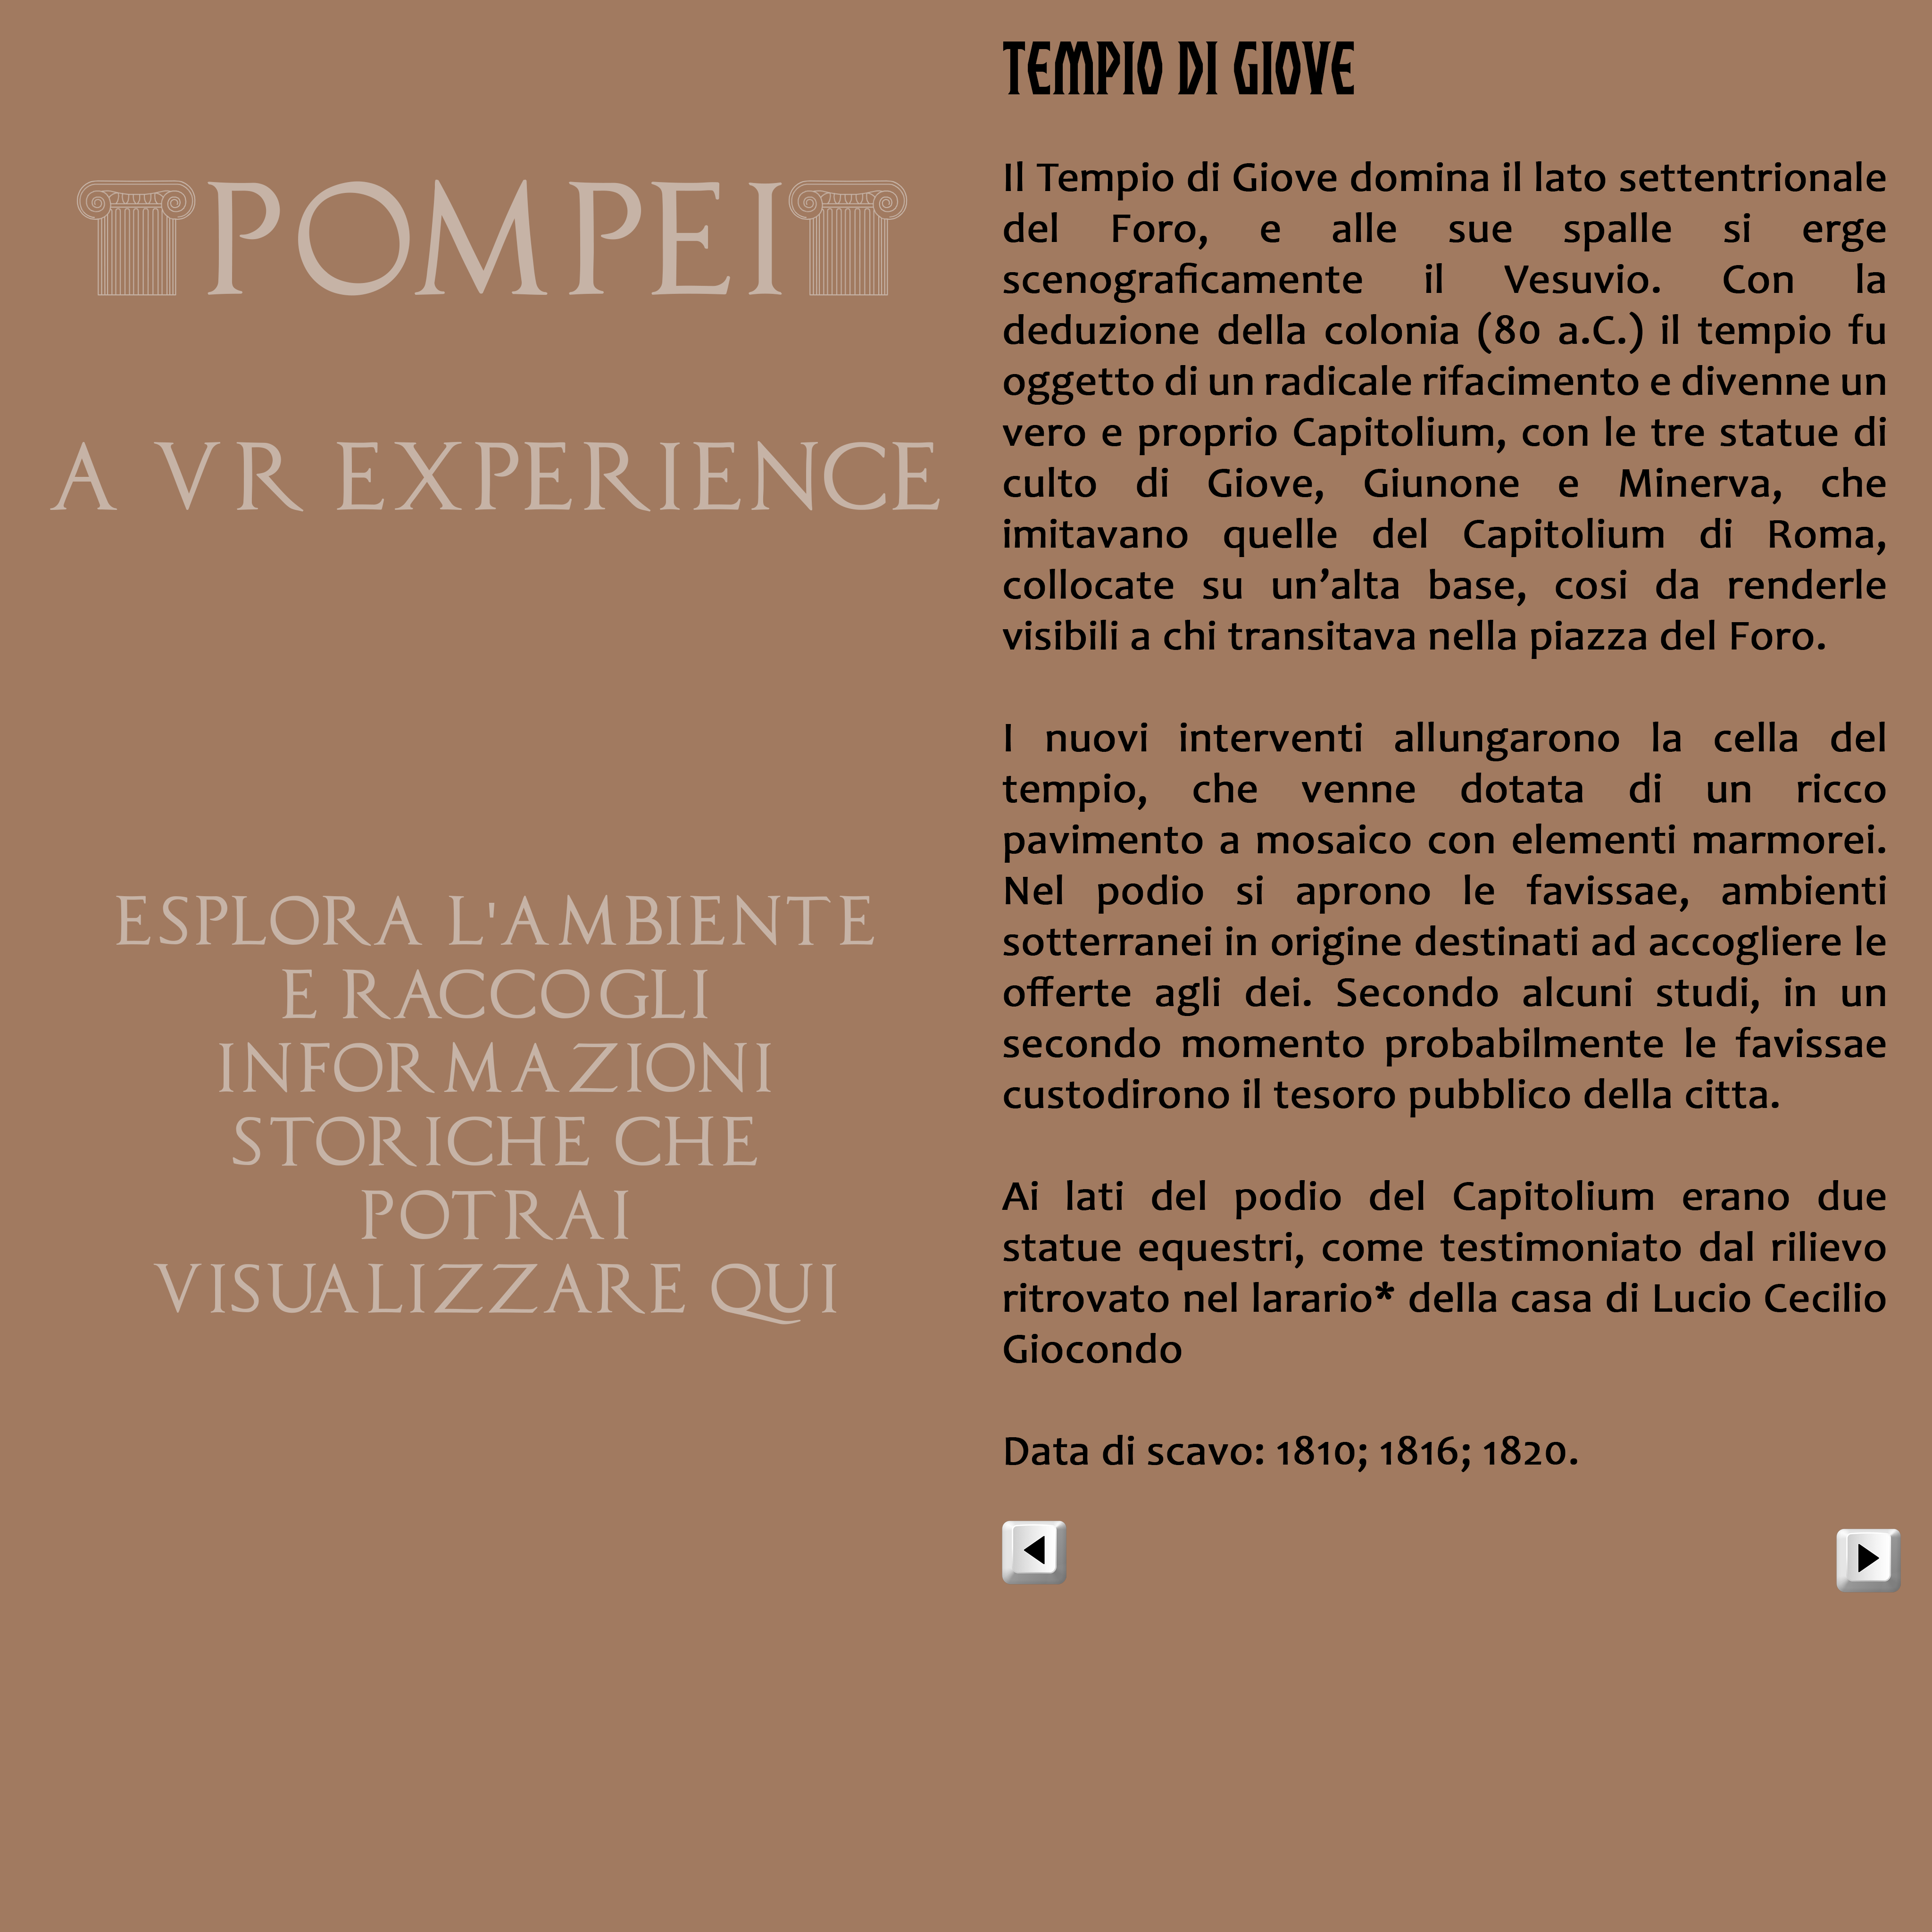 POMPEI
A VR EXPERIENCE
ESPLORA L'AMBIENTE
E RACCOGLI
INFORMAZIONI
STORICHE CHE
POTRAI
VISUALIZZARE QUI
TEMPIO DI GIOVE
Il Tempio di Giove domina il lato settentrionale
del Foro, e alle sue spalle si erge
scenograficamente il Vesuvio. Con la
deduzione della colonia (80 a.C.) il tempio fu
oggetto di un radicale rifacimento e divenne un
vero e proprio Capitolium, con le tre statue di
culto di Giove, Giunone e Minerva, che
imitavano quelle del Capitolium di Roma,
collocate su un’alta base, cosi da renderle
visibili a chi transitava nella piazza del Foro.
I nuovi interventi allungarono la cella del
tempio, che venne dotata di un ricco
pavimento a mosaico con elementi marmorei.
Nel podio si aprono le favissae, ambienti
sotterranei in origine destinati ad accogliere le
offerte agli dei. Secondo alcuni studi, in un
secondo momento probabilmente le favissae
custodirono il tesoro pubblico della citta.
Ai lati del podio del Capitolium erano due
statue equestri, come testimoniato dal rilievo
ritrovato nel larario* della casa di Lucio Cecilio
Giocondo
Data di scavo: 1810; 1816; 1820.